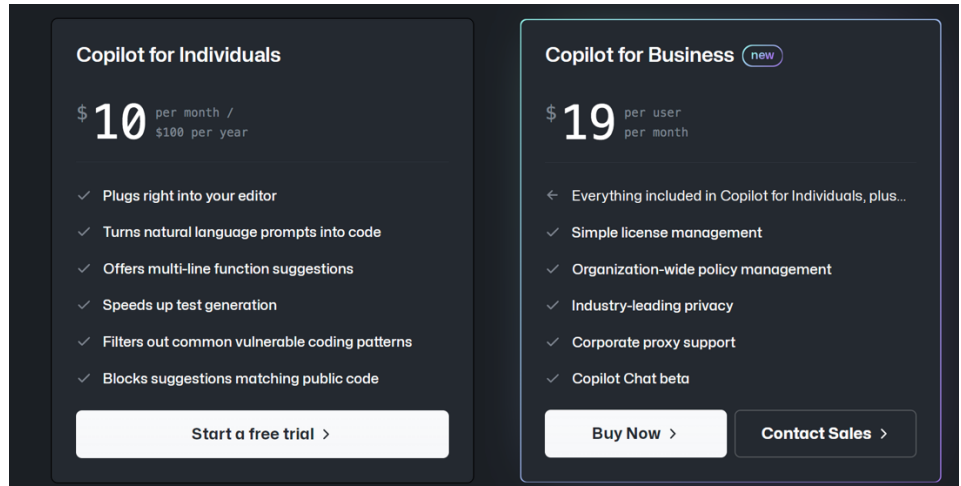 Copilot for Individuals
$ 10 per month /
$100 per year
Plugs right into your editor
Turns natural language prompts into code
Offers multi-line function suggestions
Speeds up test generation
Filters out common vulnerable coding patterns
Blocks suggestions matching public code
Start a free trial >
Copilot for Business new
$ 19 per user
per month
Everything included in Copilot for Individuals, plus...
Simple license management
Organization-wide policy management
Industry-leading privacy
Corporate proxy support
Copilot Chat beta
Buy Now >
Contact Sales >